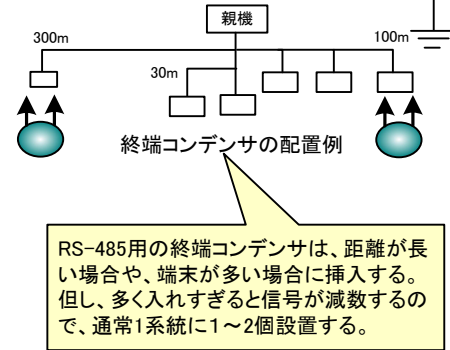 親機
300m
100m
30m
終端コンデンサの配置例
RS-485用の終端コンデンサは、距離が長
い場合や、端末が多い場合に挿入する。
但し、多く入れすぎると信号が減数するの
で、通常1系統に1～2個設置する。